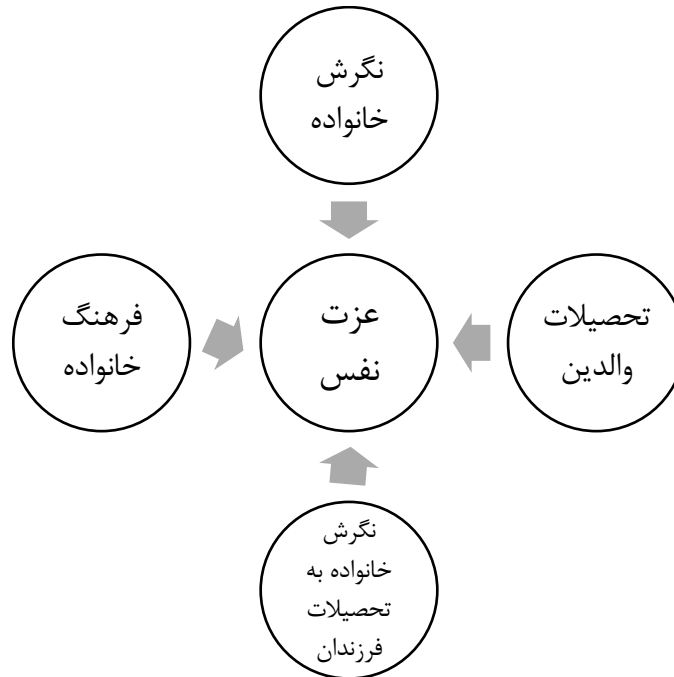 نگرش
خانواده
تحصیلات
والدین
عزت
نفس
فرهنگ
خانواده
نگرش
خانواده به
تحصیلات
فرزندان